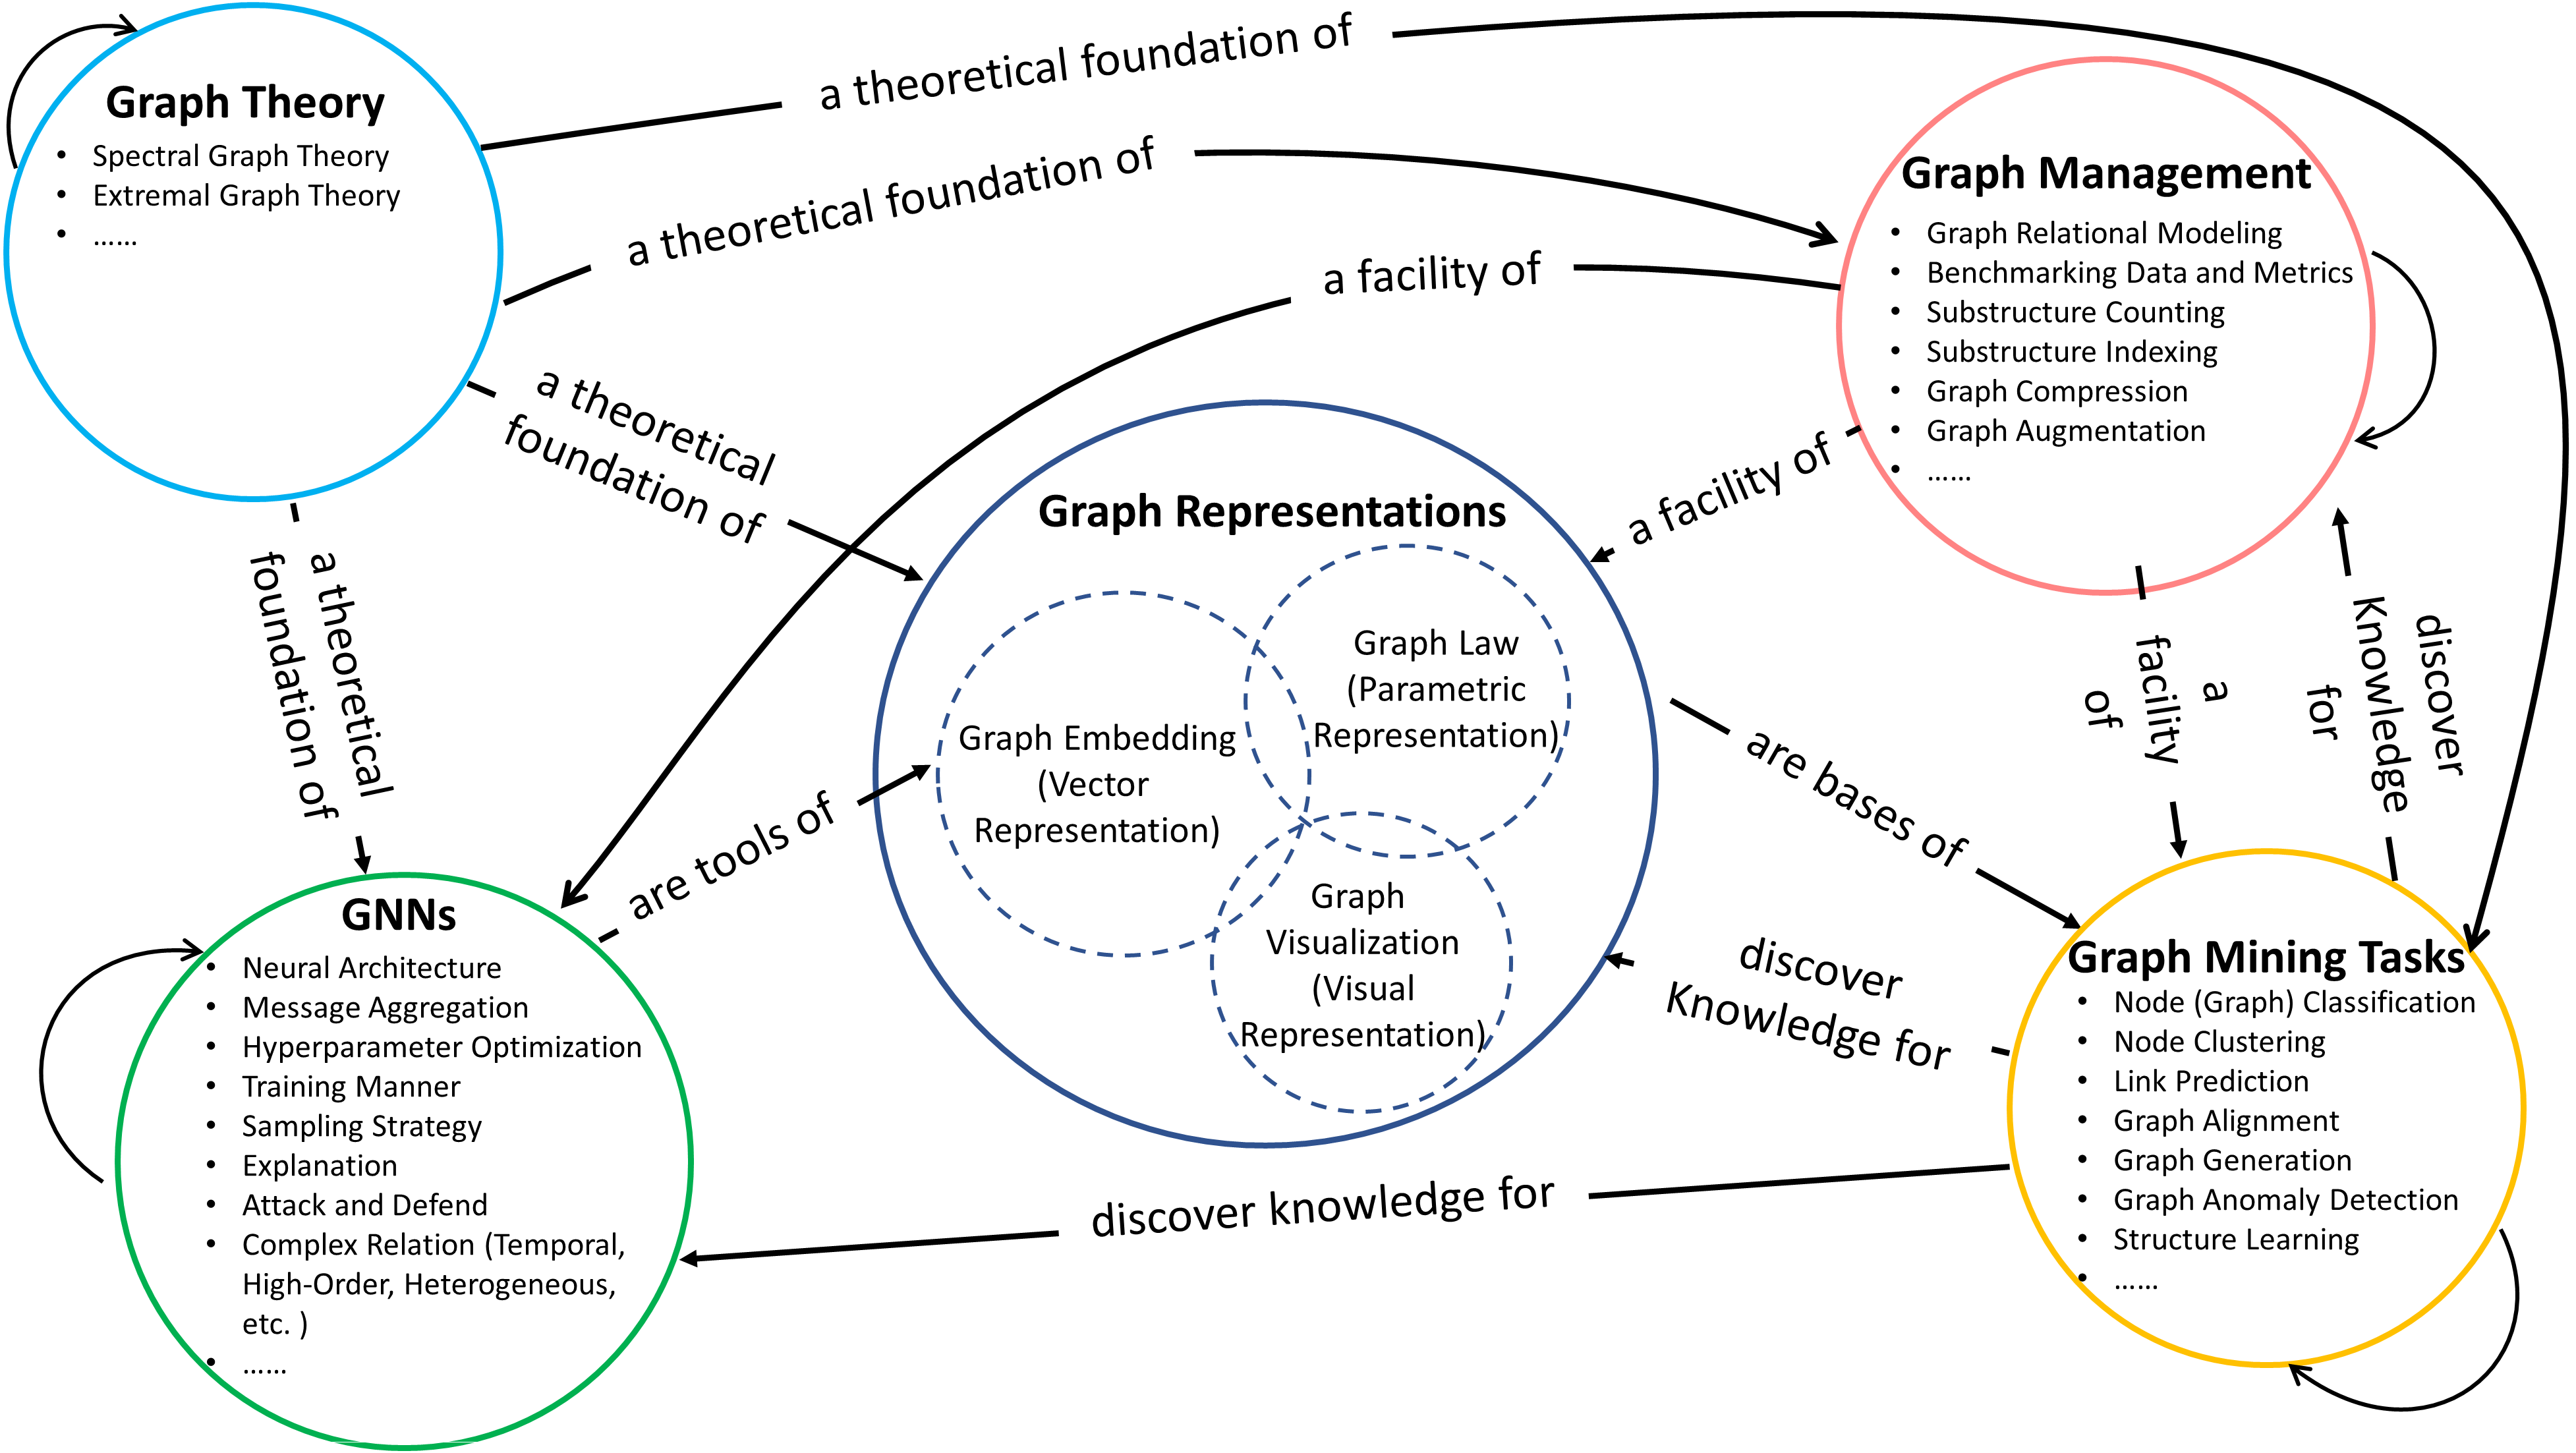 Graph Theory
• Spectral Graph Theory
• Extremal Graph Theory
• ......
a theoretical foundation of
a theoretical foundation of
a facility of
a theoretical
foundation of
a theoretical
foundation of
Graph Management
• Graph Relational Modeling
• Benchmarking Data and Metrics
• Substructure Counting
• Substructure Indexing
• Graph Compression
• Graph Augmentation
• ......
a facility of
a
facility
of
discover
Knowledge
for
Graph Representations
Graph Law
(Parametric
Representation)
Graph Embedding
(Vector
Representation)
Graph
Visualization
(Visual
Representation)
are tools of
are bases of
discover
Knowledge for
discover knowledge for
GNNs
• Neural Architecture
• Message Aggregation
• Hyperparameter Optimization
• Training Manner
• Sampling Strategy
• Explanation
• Attack and Defend
• Complex Relation (Temporal,
High-Order, Heterogeneous,
etc. )
• ......
Graph Mining Tasks
• Node (Graph) Classification
• Node Clustering
• Link Prediction
• Graph Alignment
• Graph Generation
• Graph Anomaly Detection
• Structure Learning
• ......